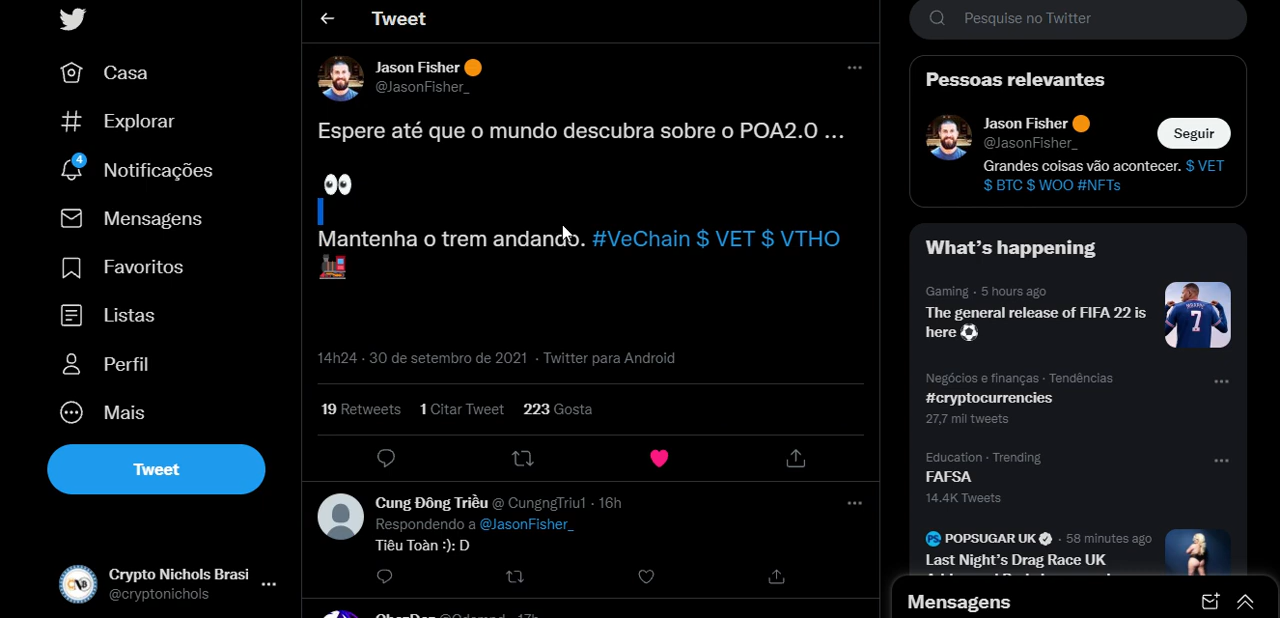 Casa
Explorar
4
Notificações
Mensagens
Favoritos
Listas
Perfil
Mais
Tweet
Crypto Nichols Brasi
@cryptonichols
Tweet
Jason Fisher
@JasonFisher_
Espere até que o mundo descubra sobre o POA2.0 ...
Mantenha o trem andando. #VeChain $ VET $ VTHO
14h24 · 30 de setembro de 2021 · Twitter para Android
19 Retweets 1 Citar Tweet 223 Gosta
Cung Đông Triều @ CungngTriu1 · 16h
Respondendo a @JasonFisher_
Tiêu Toàn :): D
Pesquise no Twitter
Pessoas relevantes
Jason Fisher
@JasonFisher_
Seguir
Grandes coisas vão acontecer. $ VET
$ BTC $ WOO #NFTs
What's happening
Gaming · 5 hours ago
The general release of FIFA 22 is
here
7
Negócios e finanças · Tendências
#cryptocurrencies
27,7 mil tweets
Education · Trending
FAFSA
14.4K Tweets
POPSUGAR UK · 58 minutes ago
Last Night's Drag Race UK
Mensagens